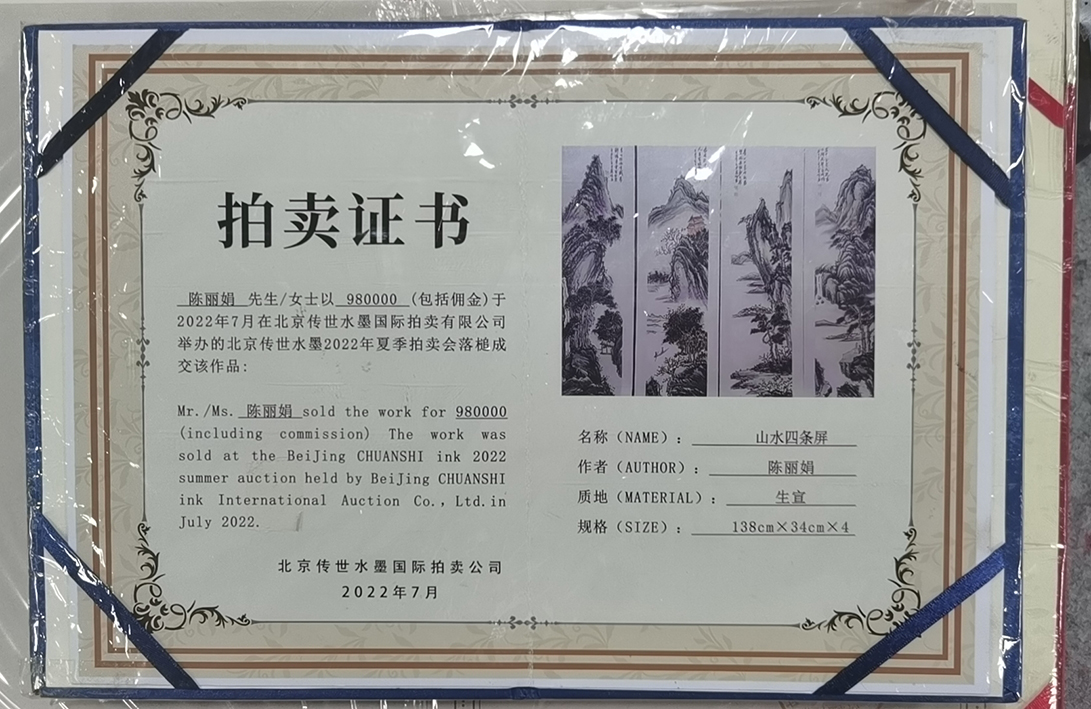 拍卖证书
陈丽娟 先生/女士以 980000 (包括佣金)于
2022年7月在北京传世水墨国际拍卖有限公司
举办的北京传世水墨2022年夏季拍卖会落槌成
交该作品:
Mr./Ms. 陈丽娟 sold the work for 980000
(including commission) The work was
sold at the BeiJing CHUANSHI ink 2022
summer auction held by BeiJing CHUANSHI
ink International Auction Co., Ltd.in
July 2022.
北京传世水墨国际拍卖公司
2022年7月
名称（NAME）: 山水四条屏
作者（AUTHOR）: 陈丽娟
质地（MATERIAL）: 生宣
规格（SIZE）: 138cm×34cm×4